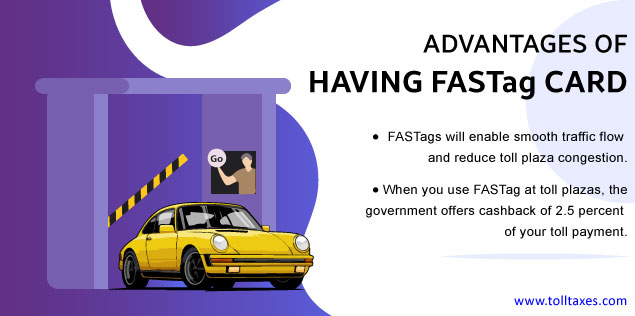 ADVANTAGES OF
HAVING FASTag CARD
• FASTags will enable smooth traffic flow
and reduce toll plaza congestion.
• When you use FASTag at toll plazas, the
government offers cashback of 2.5 percent
of your toll payment.
Go
www.tolltaxes.com